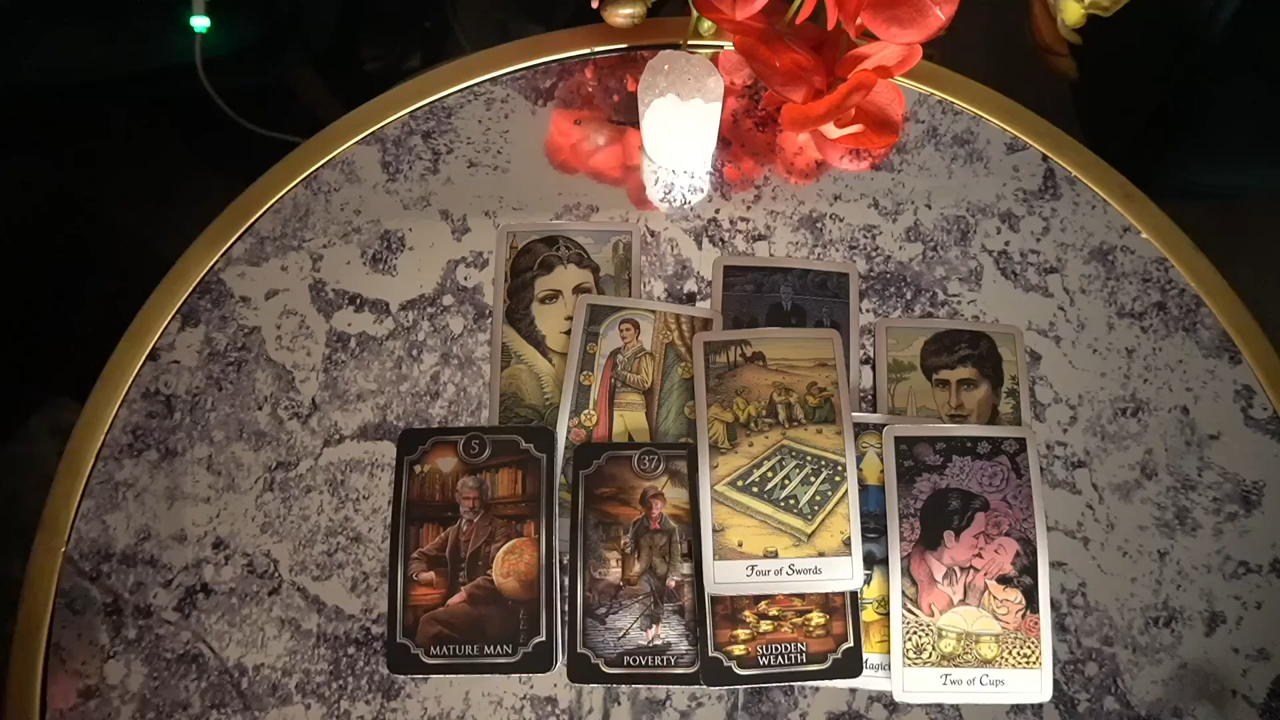 5
MATURE MAN
37
POVERTY
Four of Swords
SUDDEN
WEALTH
Two of Cups